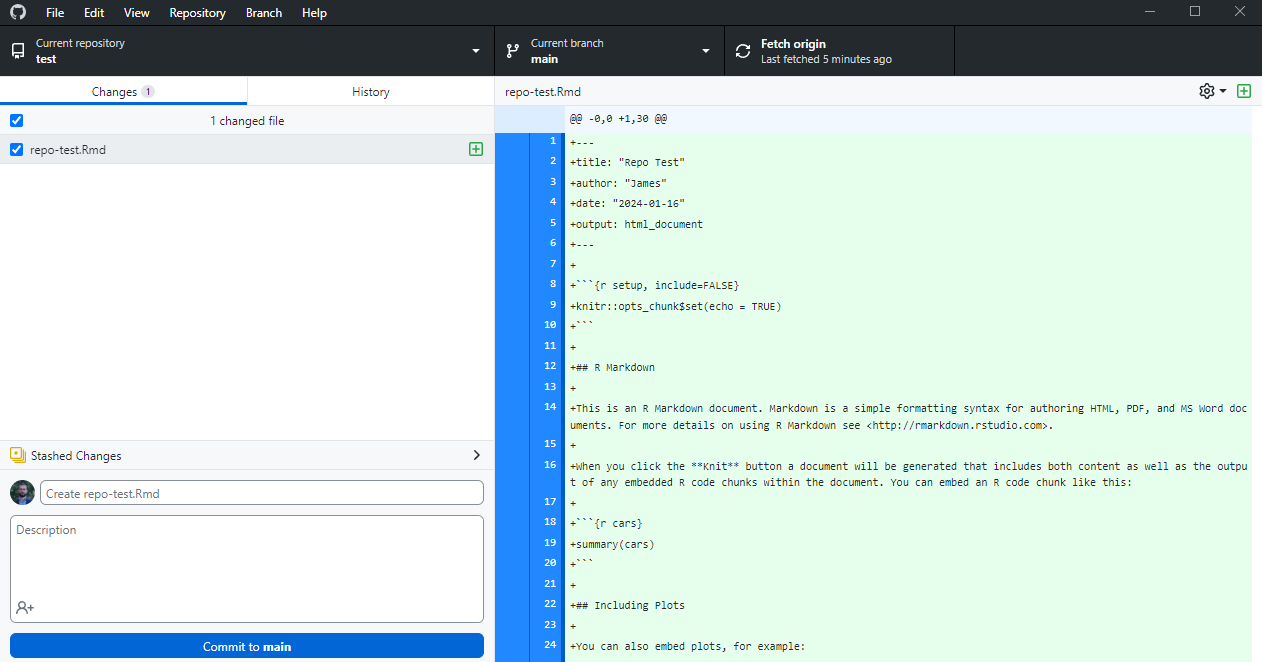 File Edit View Repository Branch Help
Current repository
test
Current branch
main
Fetch origin
Last fetched 5 minutes ago
Changes 1
History
repo-test.Rmd
1 changed file
repo-test.Rmd
Stashed Changes
Create repo-test.Rmd
Description
Commit to main
@@ -0,0 +1,30 @@
1 +---
2 +title: "Repo Test"
3 +author: "James"
4 +date: "2024-01-16"
5 +output: html_document
6 +---
7 +
8 +```{r setup, include=FALSE}
9 +knitr::opts_chunk$set(echo = TRUE)
10 +```
11 +
12 +## R Markdown
13 +
14 +This is an R Markdown document. Markdown is a simple formatting syntax for authoring HTML, PDF, and MS Word doc
uments. For more details on using R Markdown see <http://rmarkdown.rstudio.com>.
15 +
16 +When you click the **Knit** button a document will be generated that includes both content as well as the outpu
t of any embedded R code chunks within the document. You can embed an R code chunk like this:
17 +
18 +```{r cars}
19 +summary(cars)
20 +```
21 +
22 +## Including Plots
23 +
24 +You can also embed plots, for example: